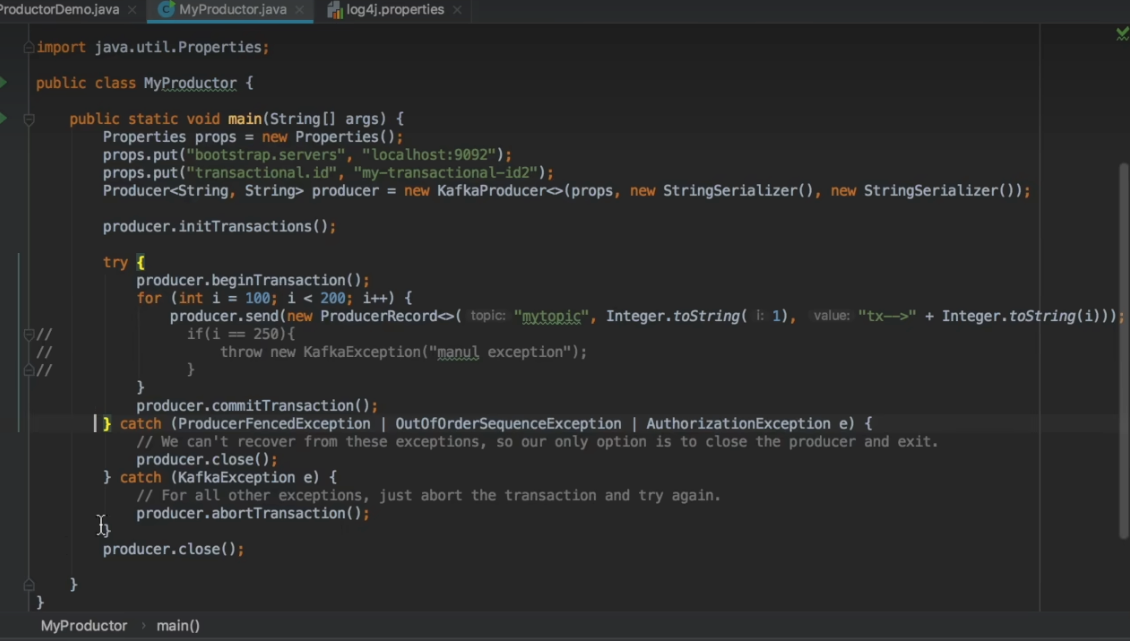 ProductorDemo.java MyProductor.java log4j.properties
import java.util.Properties;
public class MyProductor {
public static void main(String[] args) {
Properties props = new Properties();
props.put("bootstrap.servers", "localhost:9092");
props.put("transactional.id", "my-transactional-id2");
Producer<String, String> producer = new KafkaProducer<>(props, new StringSerializer(), new StringSerializer());
producer.initTransactions();
try {
producer.beginTransaction();
for (int i = 100; i < 200; i++) {
producer.send(new ProducerRecord<>( topic: "mytopic", Integer.toString( i: 1), value: "tx-->" + Integer.toString(i)));
// if(i == 250){
// throw new KafkaException("manul exception");
// }
}
producer.commitTransaction();
} catch (ProducerFencedException | OutOfOrderSequenceException | AuthorizationException e) {
// We can't recover from these exceptions, so our only option is to close the producer and exit.
producer.close();
} catch (KafkaException e) {
// For all other exceptions, just abort the transaction and try again.
producer.abortTransaction();
}
producer.close();
}
}
MyProductor › main()